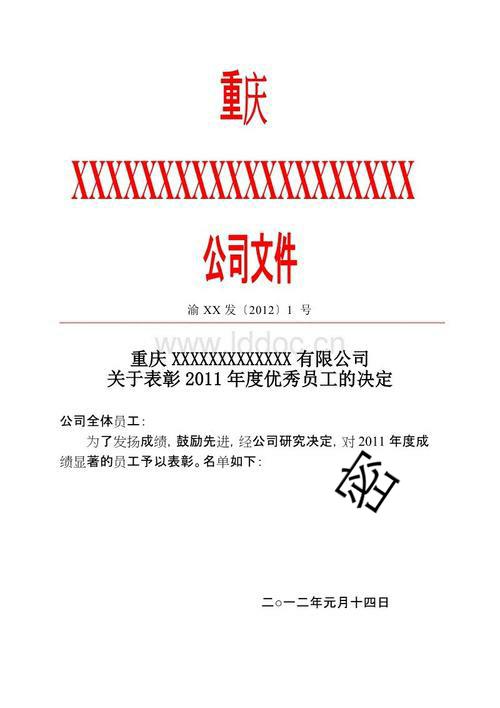 重庆
XXXXXXXXXXXXXXXXXXX
公司文件
渝 XX 发〔2012〕1 号
www.lddoc.cn
重庆 XXXXXXXXXXXXX 有限公司
关于表彰 2011 年度优秀员工的决定
公司全体员工：
为了发扬成绩，鼓励先进，经公司研究决定，对 2011 年度成
绩显著的员工予以表彰。名单如下：
密
二○一二年元月十四日